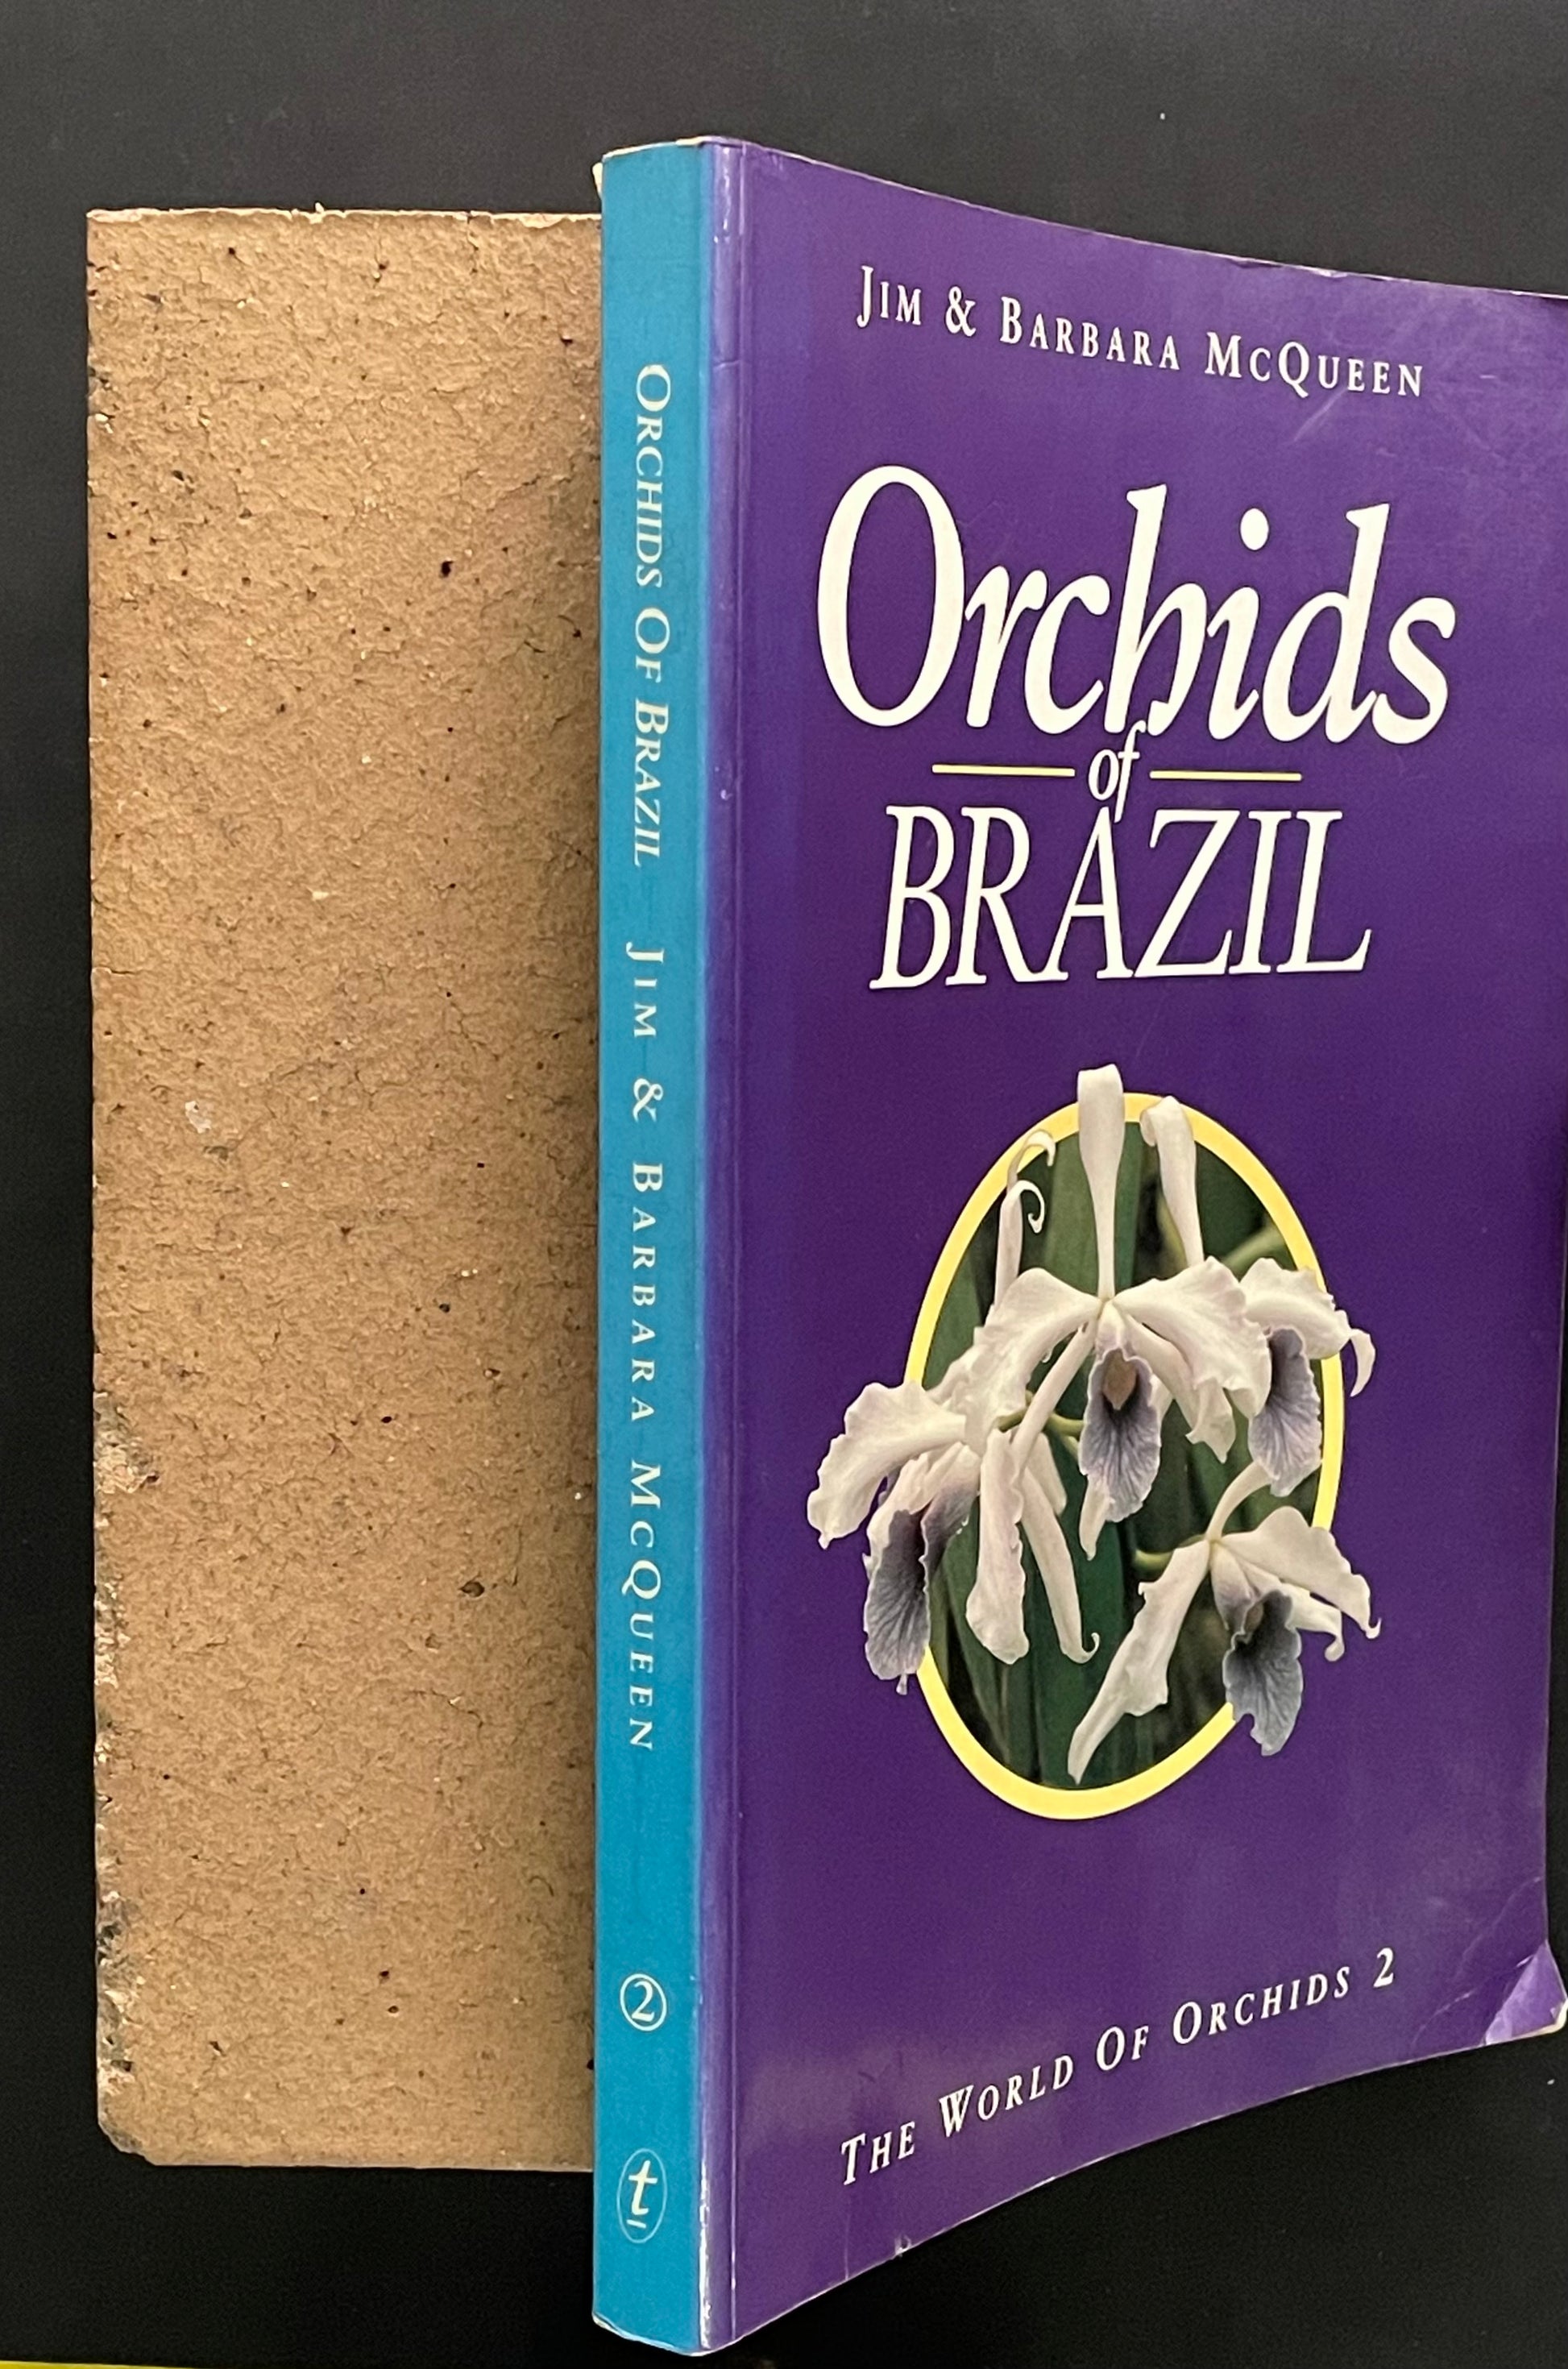 JIM & BARBARA MCQUEEN
Orchids
of
BRAZIL
THE WORLD OF ORCHIDS 2
ORCHIDS OF BRAZIL JIM & BARBARA MCQUEEN 2 t